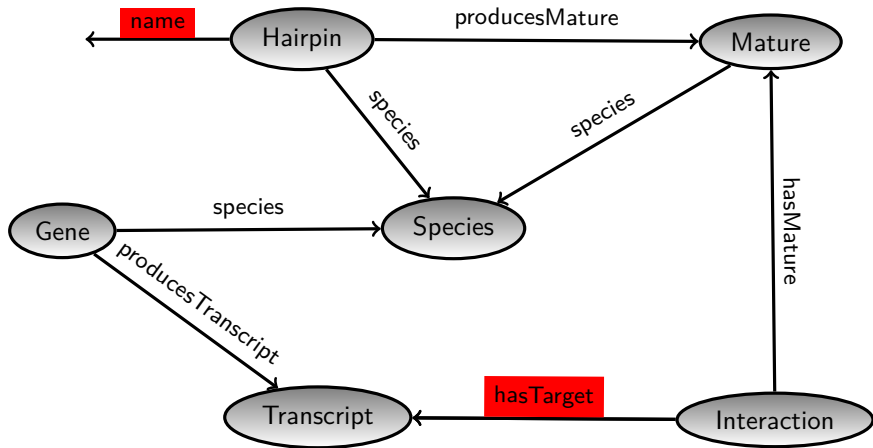 name
Hairpin
producesMature
Mature
species
species
hasMature
Gene
species
Species
producesTranscript
Transcript
hasTarget
Interaction